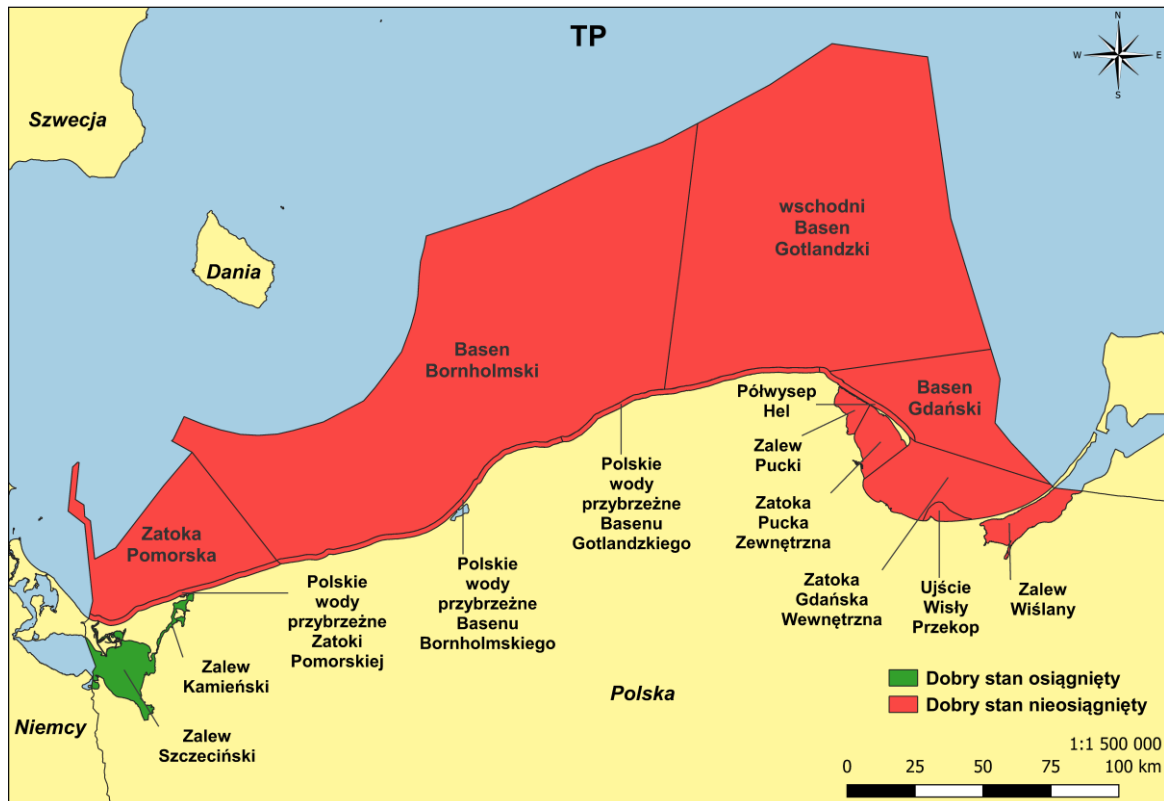 TP
N
W
E
S
Szwecja
Dania
wschodni
Basen
Gotlandzki
Basen
Bornholmski
Basen
Gdański
Półwysep
Hel
Zalew
Pucki
Zatoka
Pucka
Zewnętrzna
Zatoka
Gdańska
Wewnętrzna
Ujście
Wisły
Przekop
Zalew
Wiślany
Polskie
wody
przybrzeżne
Basenu
Gotlandzkiego
Polskie
wody
przybrzeżne
Basenu
Bornholmskiego
Zatoka
Pomorska
Polskie
wody
przybrzeżne
Zatoki
Pomorskiej
Zalew
Kamieński
Zalew
Szczeciński
Niemcy
Polska
Dobry stan osiągnięty
Dobry stan nieosiągnięty
1:1 500 000
0 25 50 75 100 km